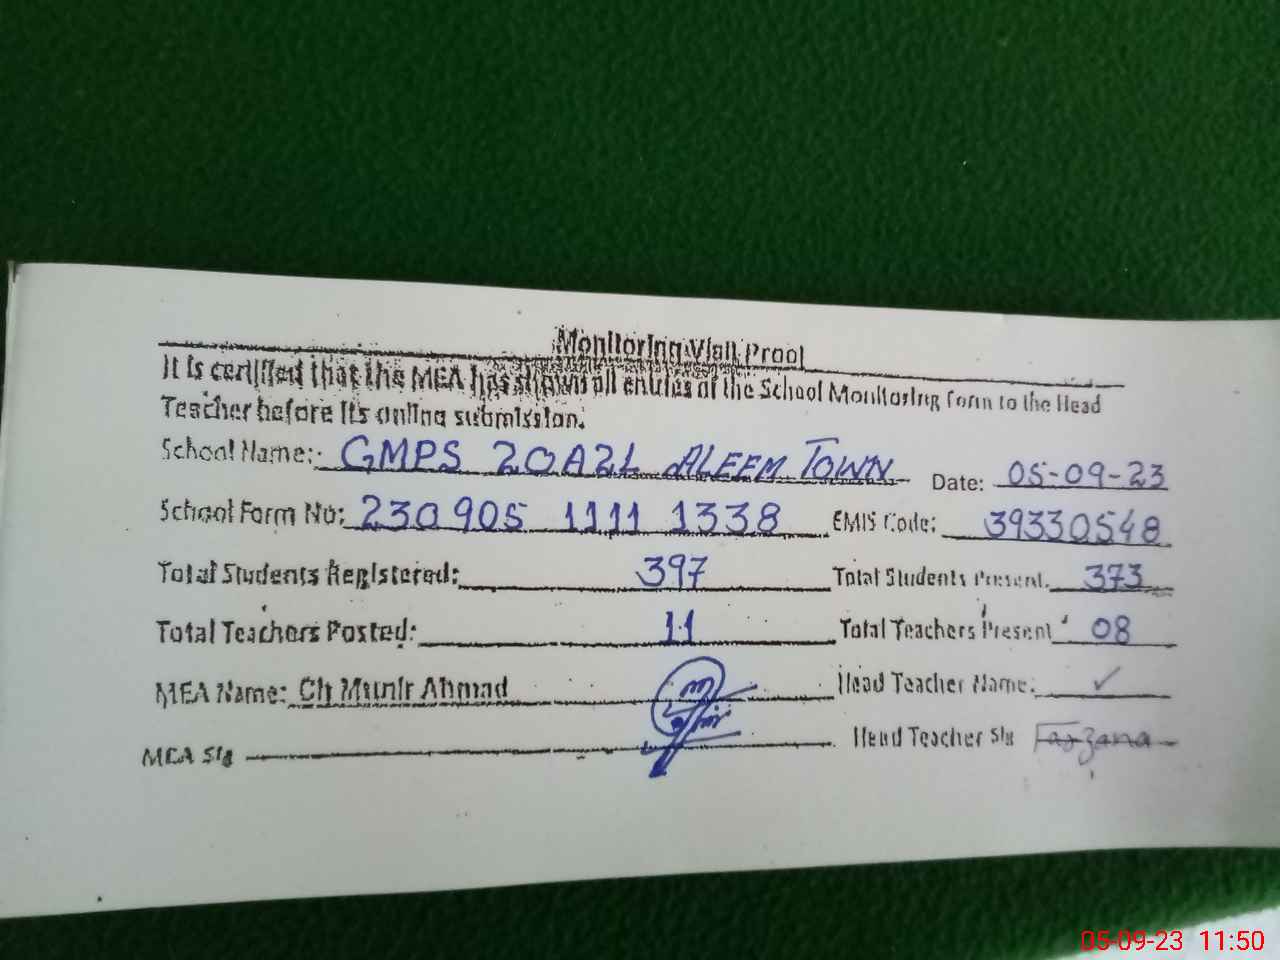 Monitoring Visit Proof
It is certified that the MEA has shown all entries of the School Monitoring form to the Head
Teacher before it's online submission.
School Name: GMPS 20A2L ALEEM TOWN Date: 05-09-23
School Form No: 230905 1111 1338 EMIS Code: 39330548
Total Students Registered: 397 Total Students Present. 373
Total Teachers Posted: 11 Total Teachers Present 08
MEA Name: Ch Munir Ahmad Head Teacher Name: ✓
MEA Sig Head Teacher Sig Farzana
05-09-23 11:50